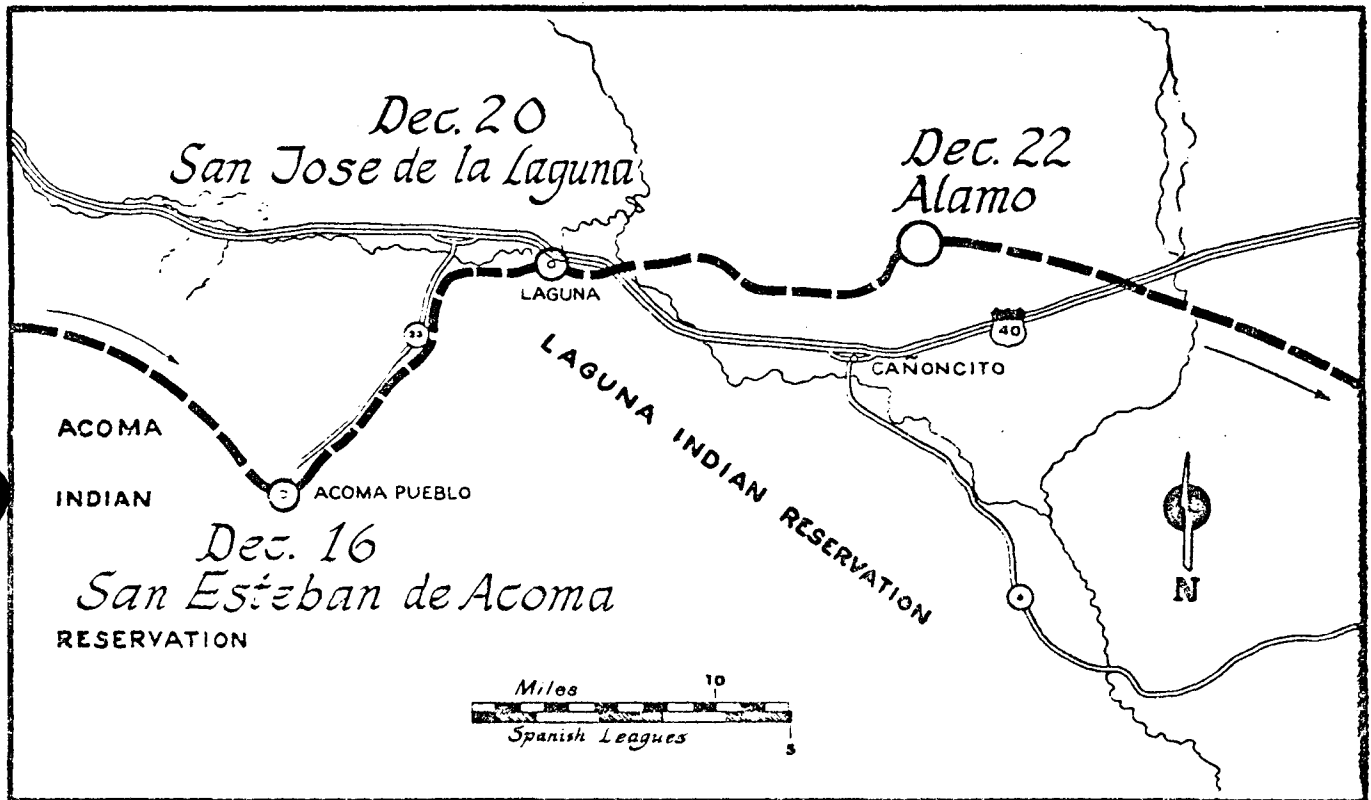 Dec. 20
San Jose de la Laguna
Dec. 22
Alamo
LAGUNA
23
40
CAÑONCITO
LAGUNA INDIAN RESERVATION
ACOMA
INDIAN
ACOMA PUEBLO
Dec. 16
San Esteban de Acoma
RESERVATION
N
Miles
10
Spanish Leagues
5